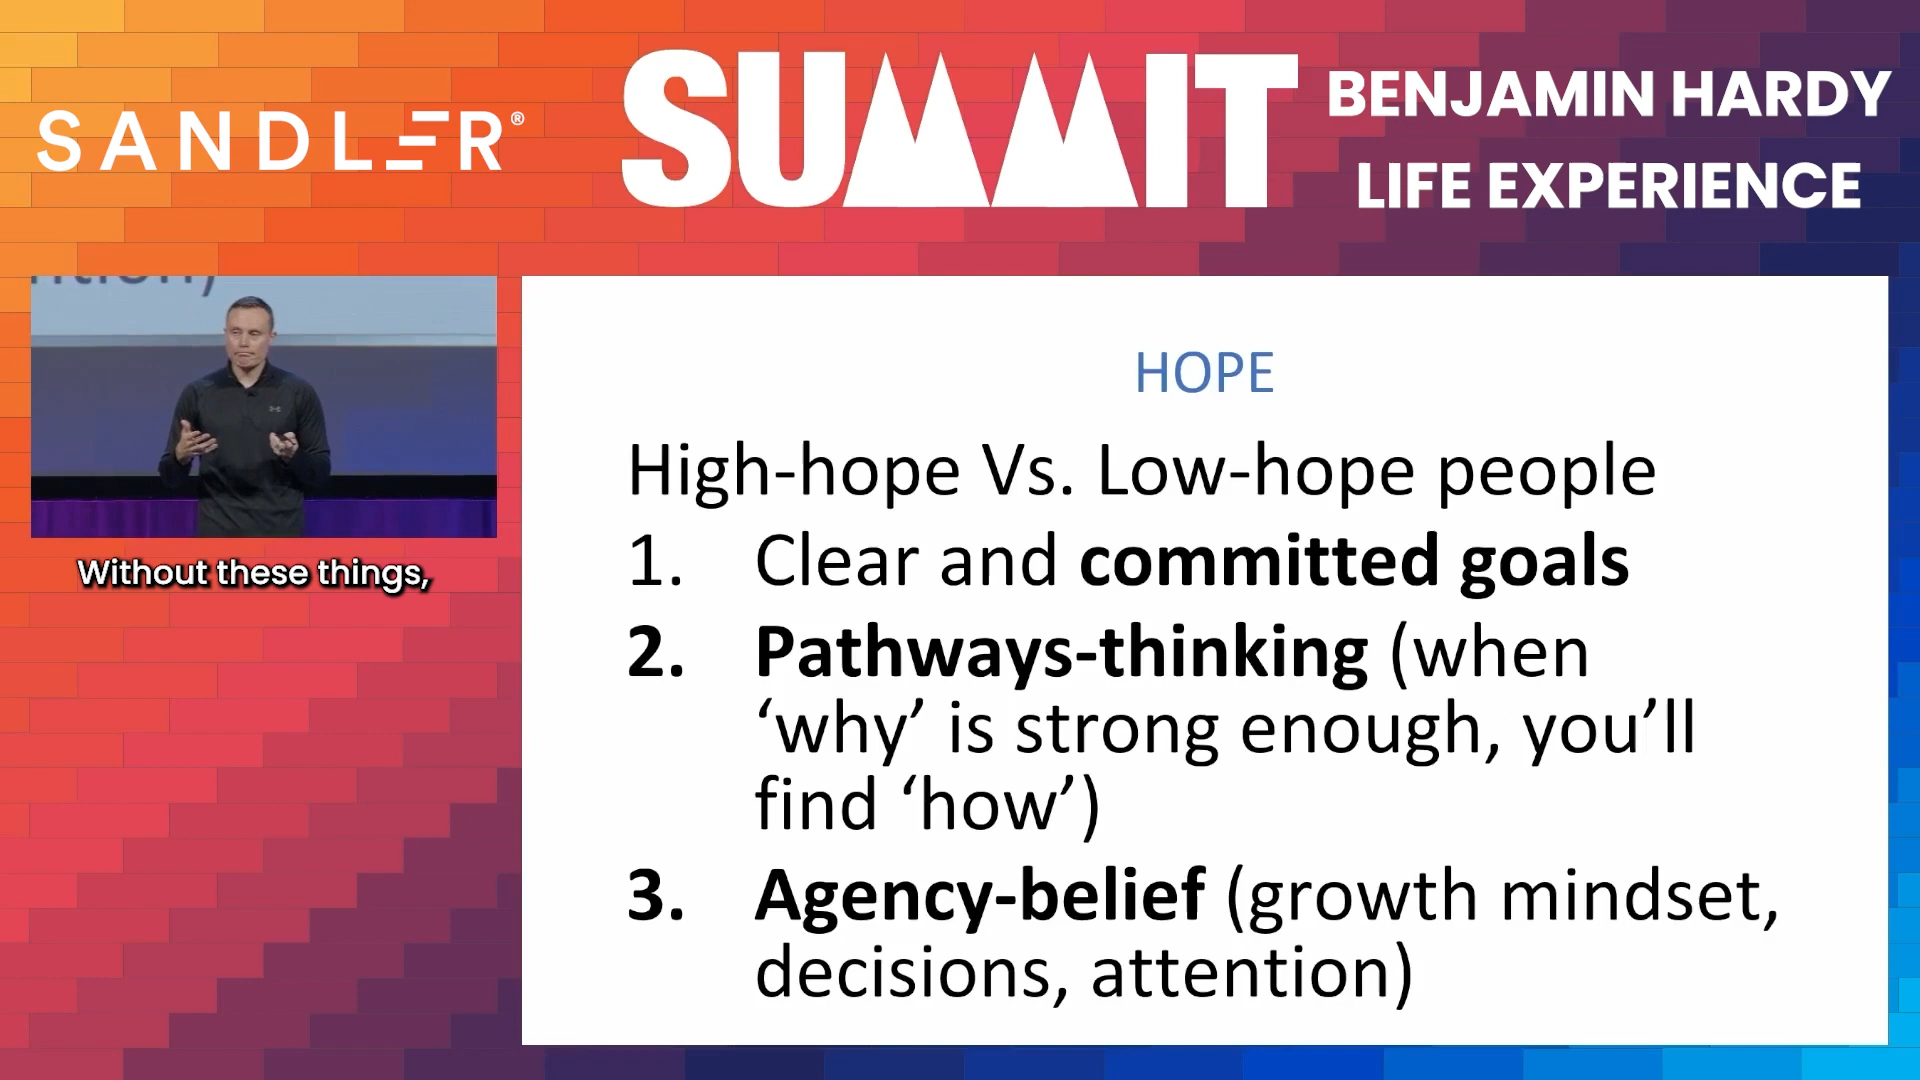 SANDLER®
SUMMIT
BENJAMIN HARDY
LIFE EXPERIENCE
Without these things,
HOPE
High-hope Vs. Low-hope people
1. Clear and committed goals
2. Pathways-thinking (when
‘why’ is strong enough, you’ll
find ‘how’)
3. Agency-belief (growth mindset,
decisions, attention)